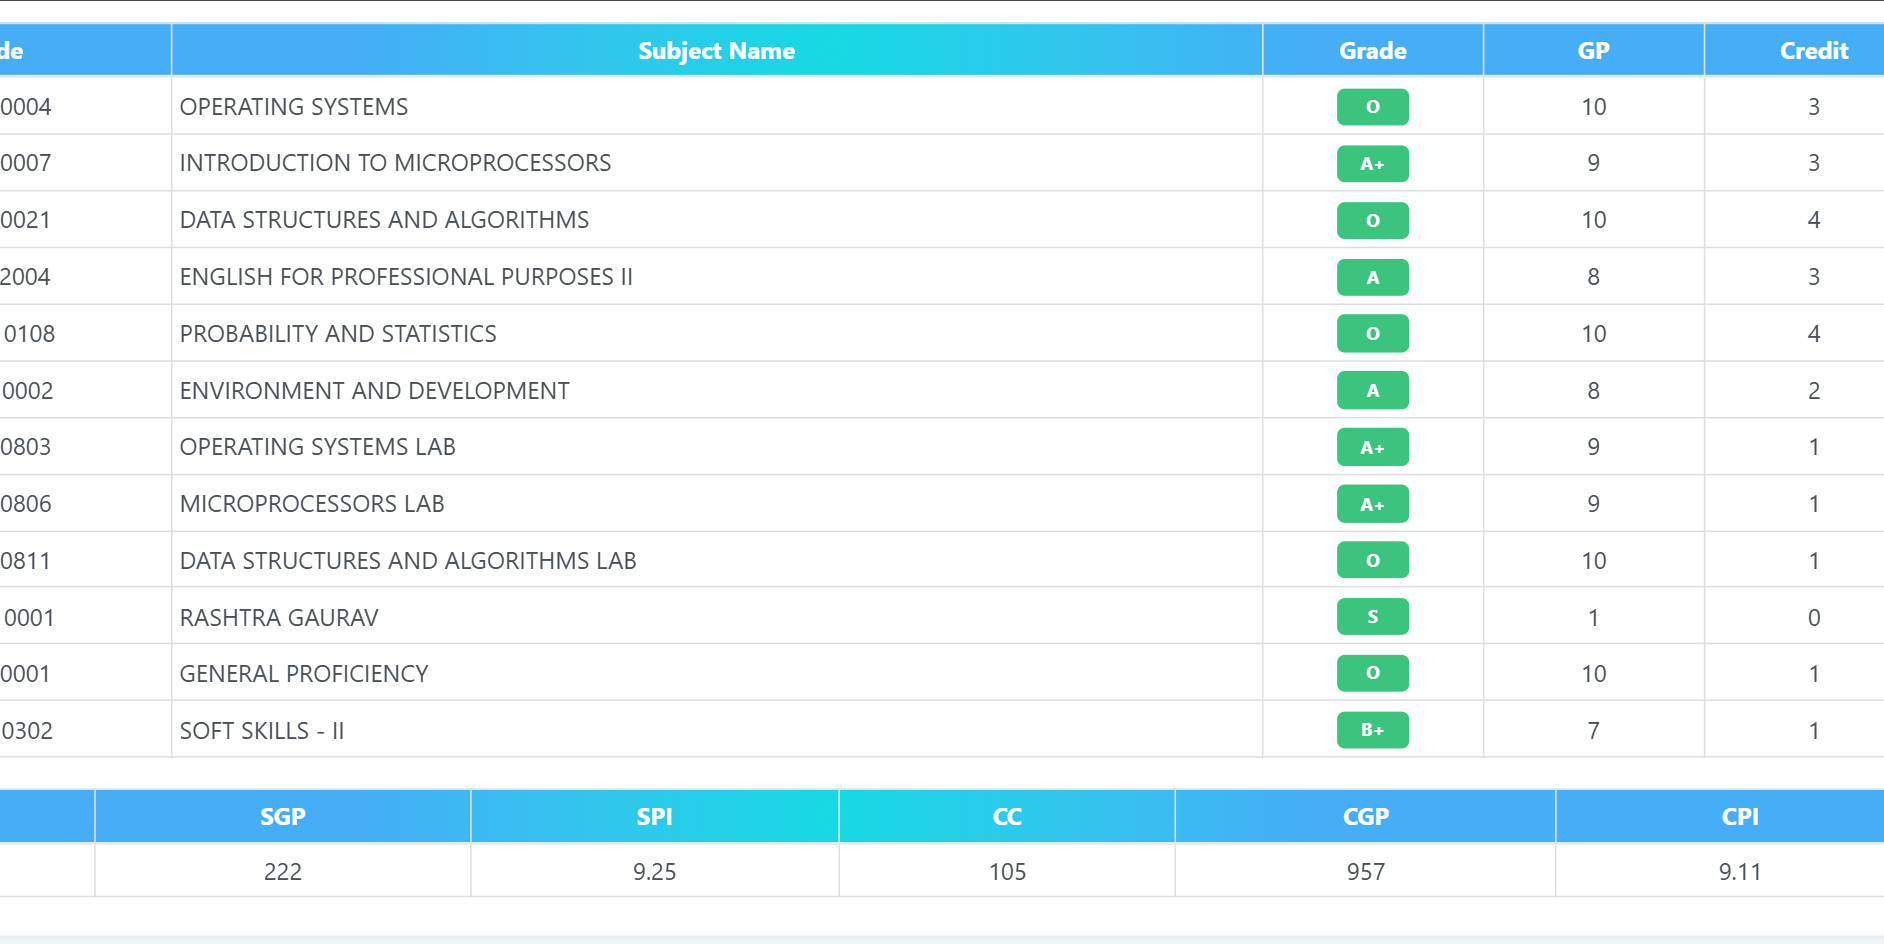 de Subject Name Grade GP Credit
0004 OPERATING SYSTEMS O 10 3
0007 INTRODUCTION TO MICROPROCESSORS A+ 9 3
0021 DATA STRUCTURES AND ALGORITHMS O 10 4
2004 ENGLISH FOR PROFESSIONAL PURPOSES II A 8 3
0108 PROBABILITY AND STATISTICS O 10 4
0002 ENVIRONMENT AND DEVELOPMENT A 8 2
0803 OPERATING SYSTEMS LAB A+ 9 1
0806 MICROPROCESSORS LAB A+ 9 1
0811 DATA STRUCTURES AND ALGORITHMS LAB O 10 1
0001 RASHTRA GAURAV S 1 0
0001 GENERAL PROFICIENCY O 10 1
0302 SOFT SKILLS - II B+ 7 1
SGP SPI CC CGP CPI
222 9.25 105 957 9.11